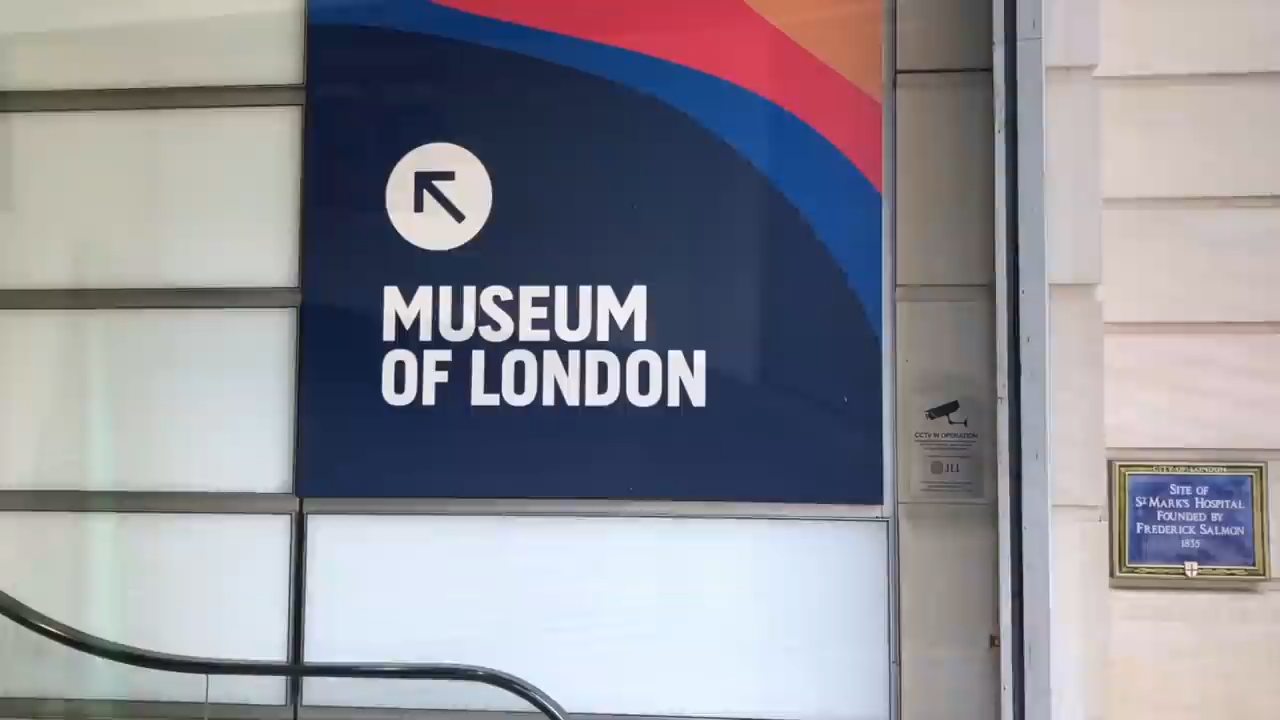 MUSEUM
OF LONDON
CCTV IN OPERATION
JLL
CITY OF LONDON
SITE OF
ST MARK'S HOSPITAL
FOUNDED BY
FREDERICK SALMON
1835